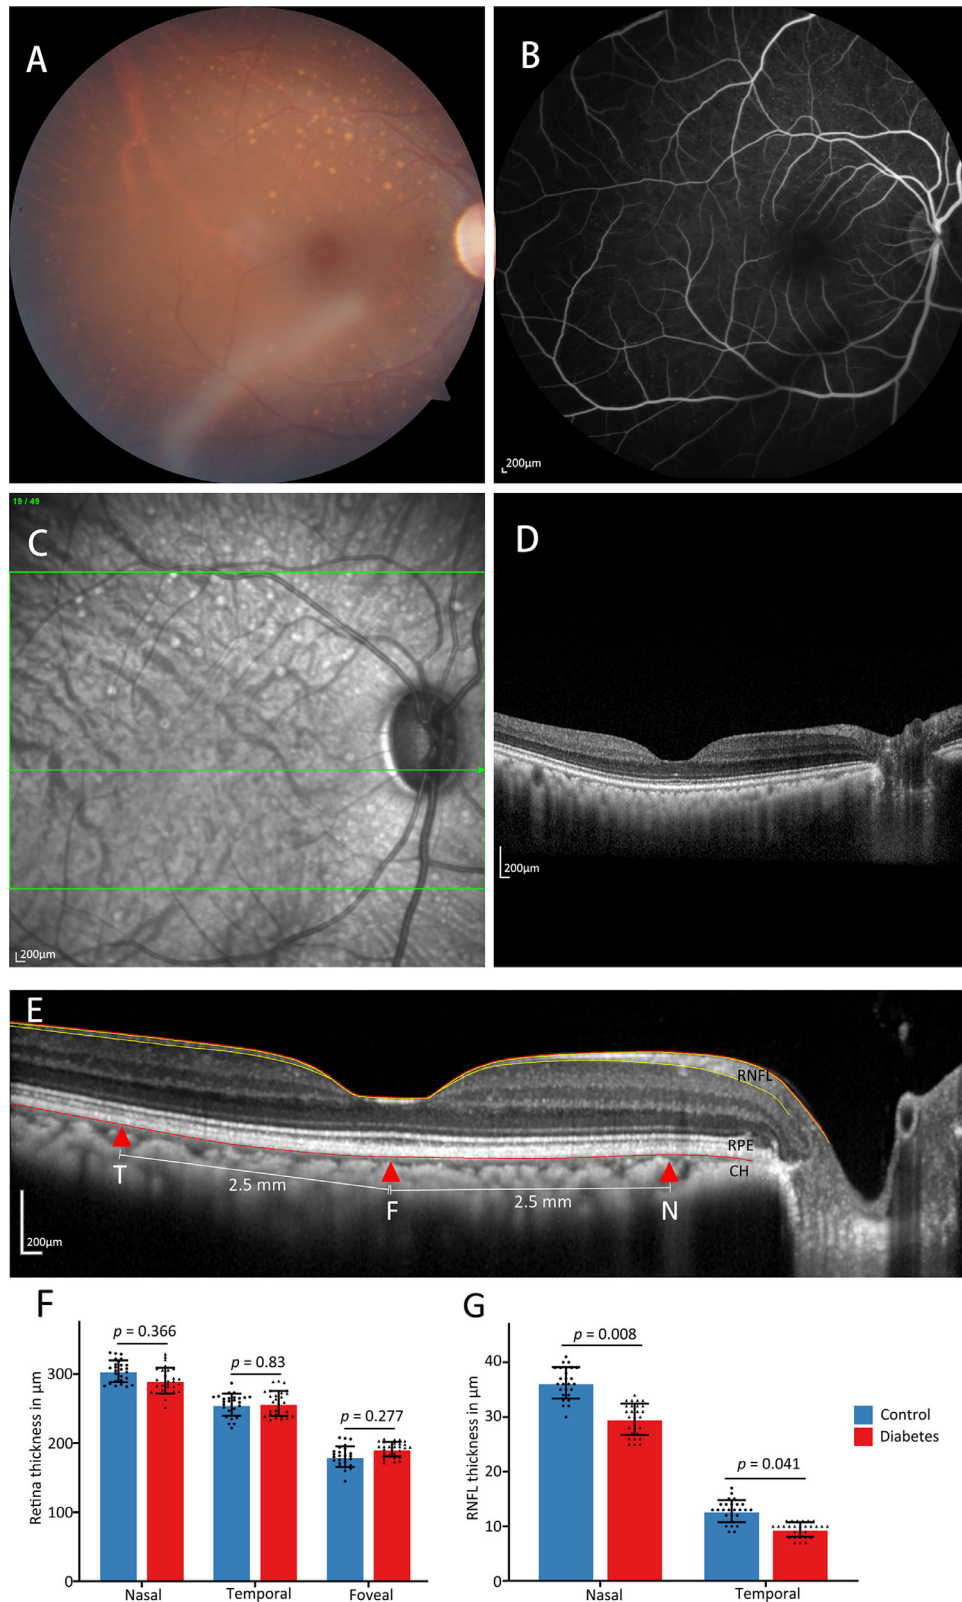 A
B
200µm
19 / 49
C
D
200µm
200µm
E
RNFL
RPE
CH
T
2.5 mm
F
2.5 mm
N
200µm
F
Retina thickness in µm
300
200
100
0
p = 0.366
p = 0.83
p = 0.277
Nasal
Temporal
Foveal
G
RNFL thickness in µm
40
30
20
10
0
p = 0.008
p = 0.041
Nasal
Temporal
Control
Diabetes